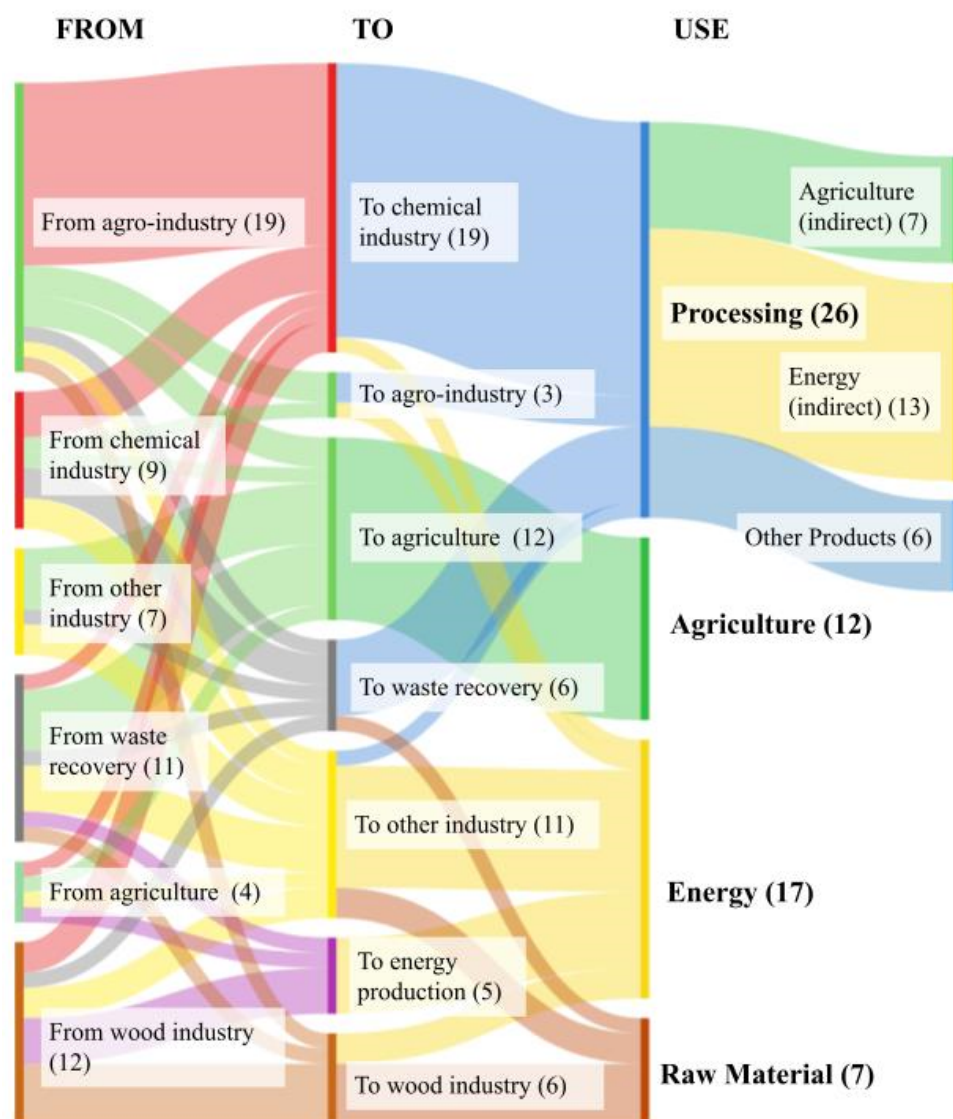 FROM
TO
USE
From agro-industry (19)
From chemical
industry (9)
From other
industry (7)
From waste
recovery (11)
From agriculture  (4)
From wood industry
(12)
To chemical
industry (19)
To agro-industry (3)
To agriculture  (12)
To waste recovery (6)
To other industry (11)
To energy
production (5)
To wood industry (6)
Processing (26)
Agriculture (12)
Energy (17)
Raw Material (7)
Agriculture
(indirect) (7)
Energy
(indirect) (13)
Other Products (6)